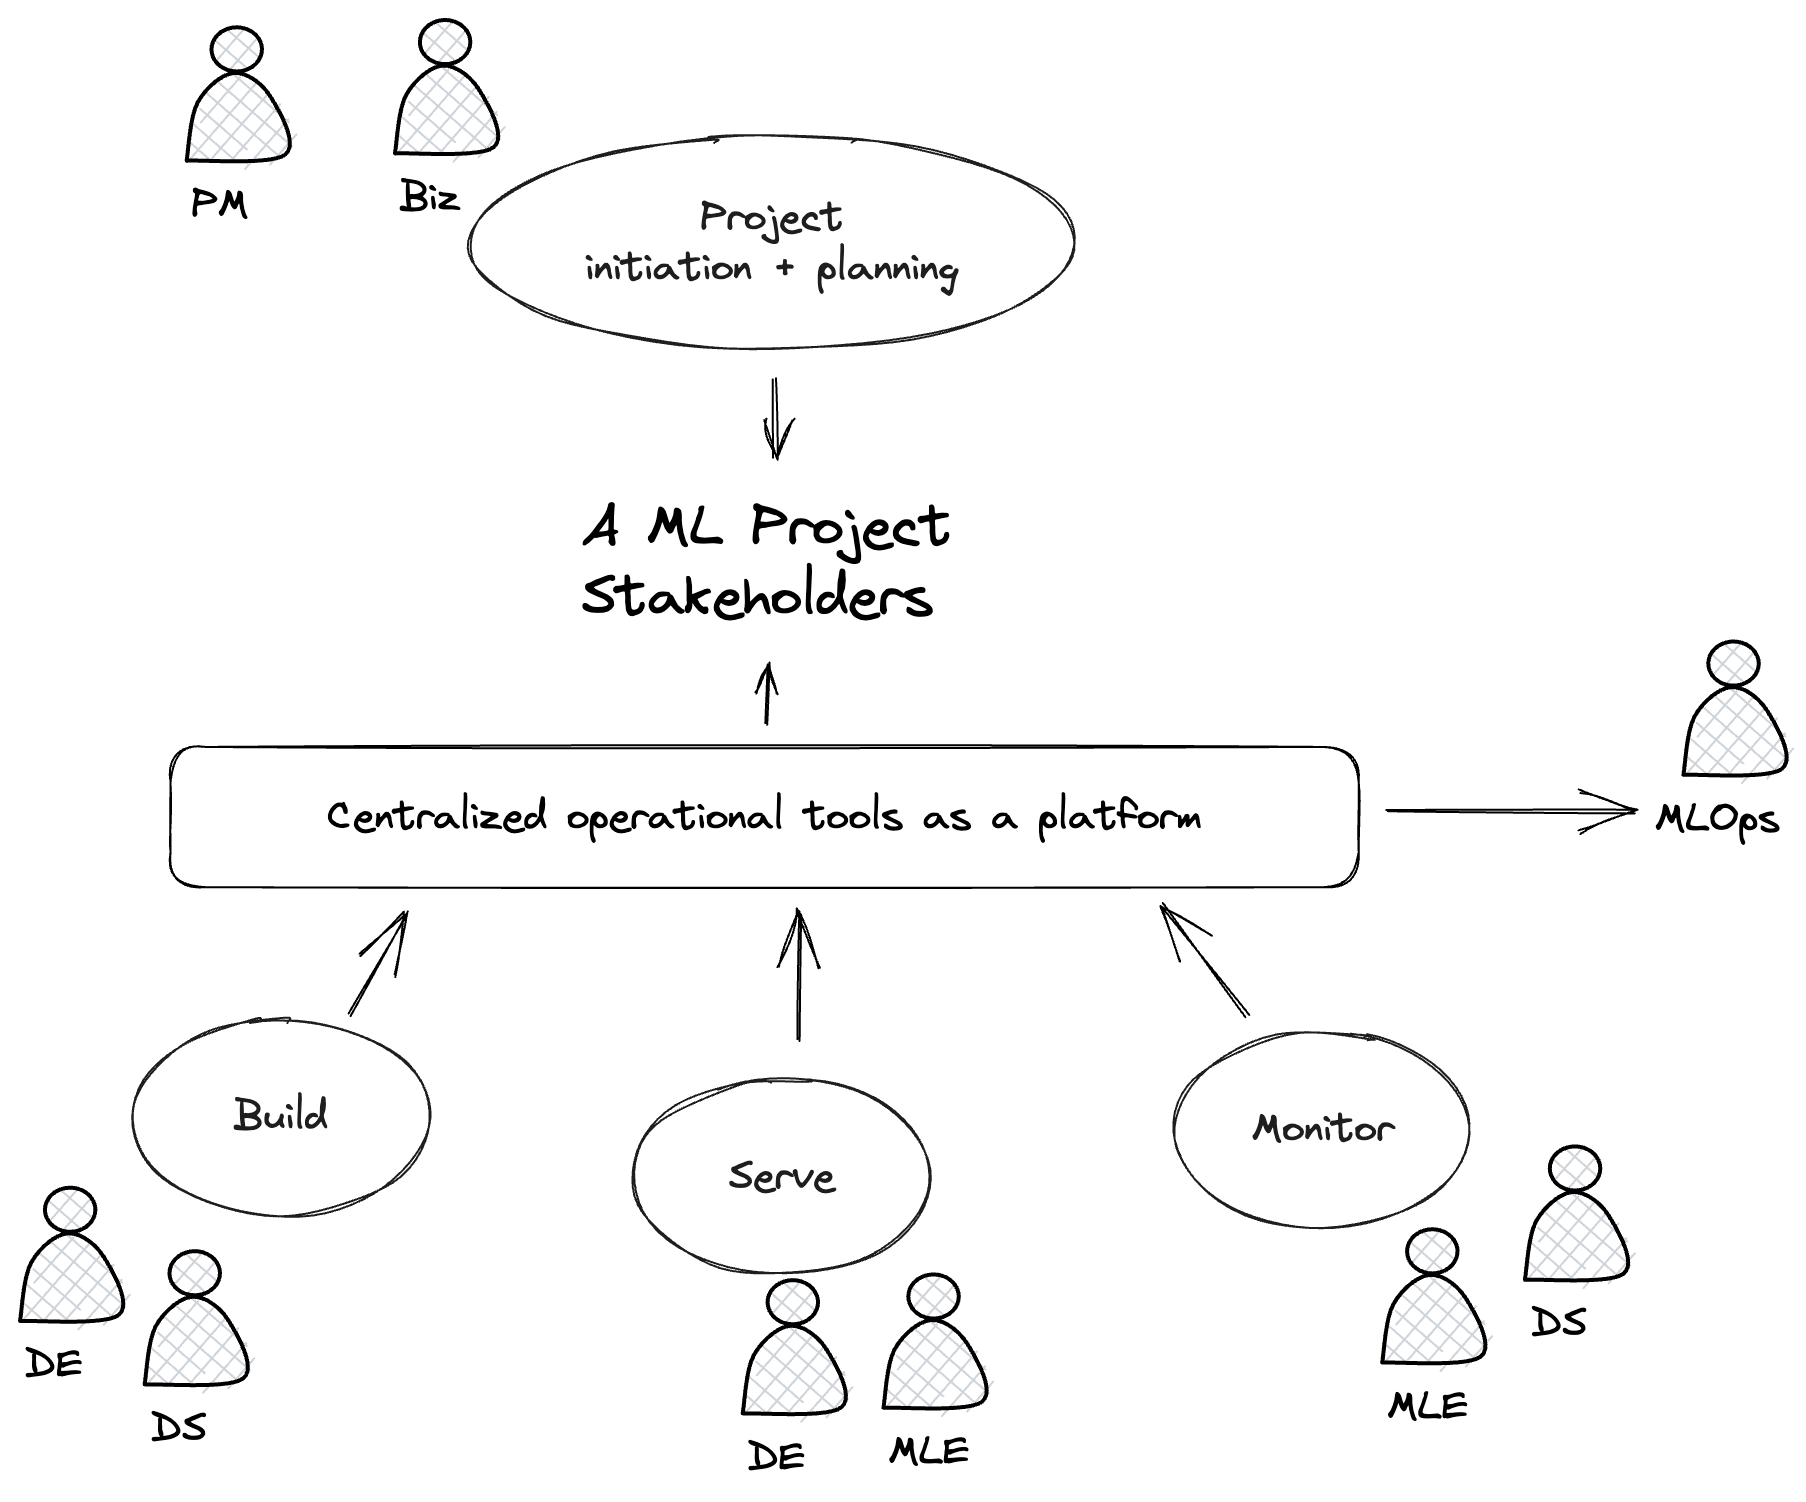 PM
Biz
Project
initiation + planning
A ML Project
Stakeholders
Centralized operational tools as a platform
MLOps
Build
Serve
Monitor
DE
DS
DE
MLE
MLE
DS